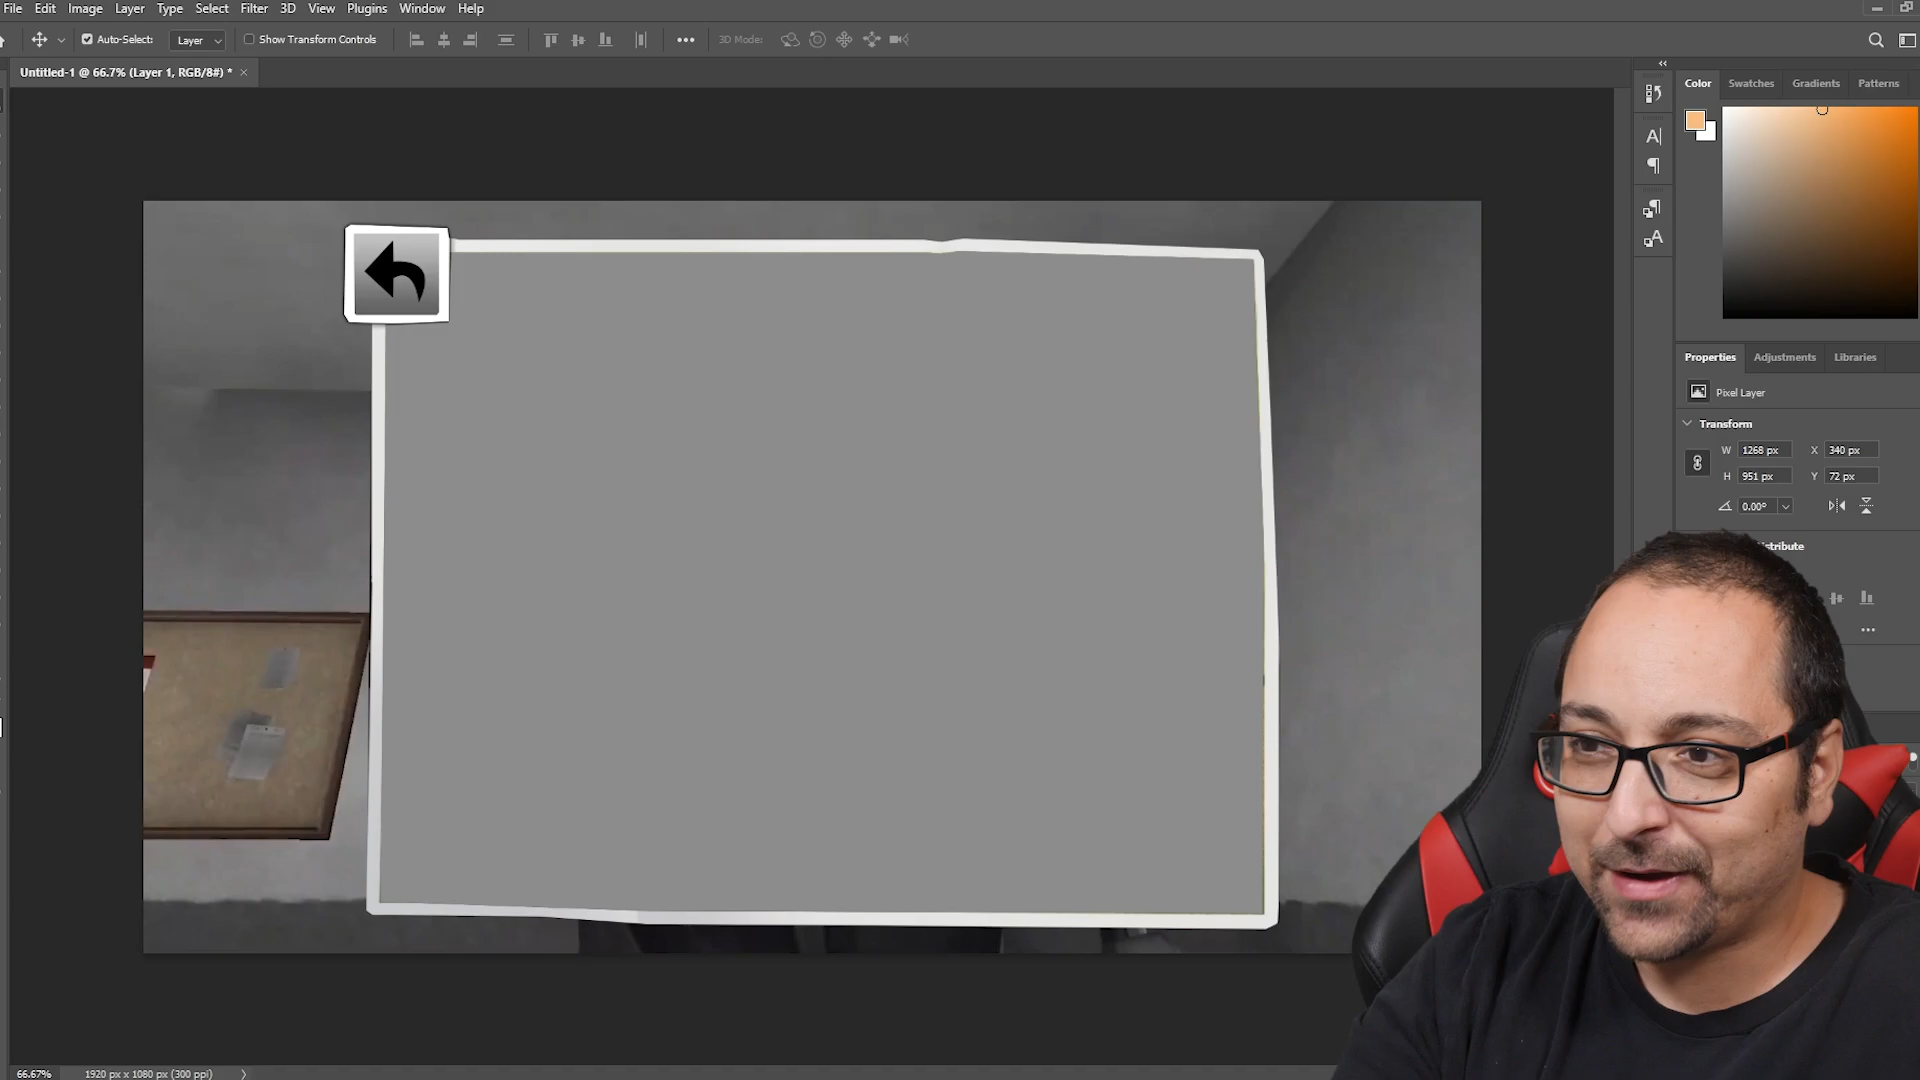 File Edit Image Layer Type Select Filter 3D View Plugins Window Help
Auto-Select: Layer Show Transform Controls 3D Mode:
Untitled-1 @ 66.7% (Layer 1, RGB/8#) *
Color Swatches Gradients Patterns
Properties Adjustments Libraries
Pixel Layer
Transform
W 1268 px X 340 px
H 951 px Y 72 px
0.00°
distribute
66.67% 1920 px x 1080 px (300 ppi)